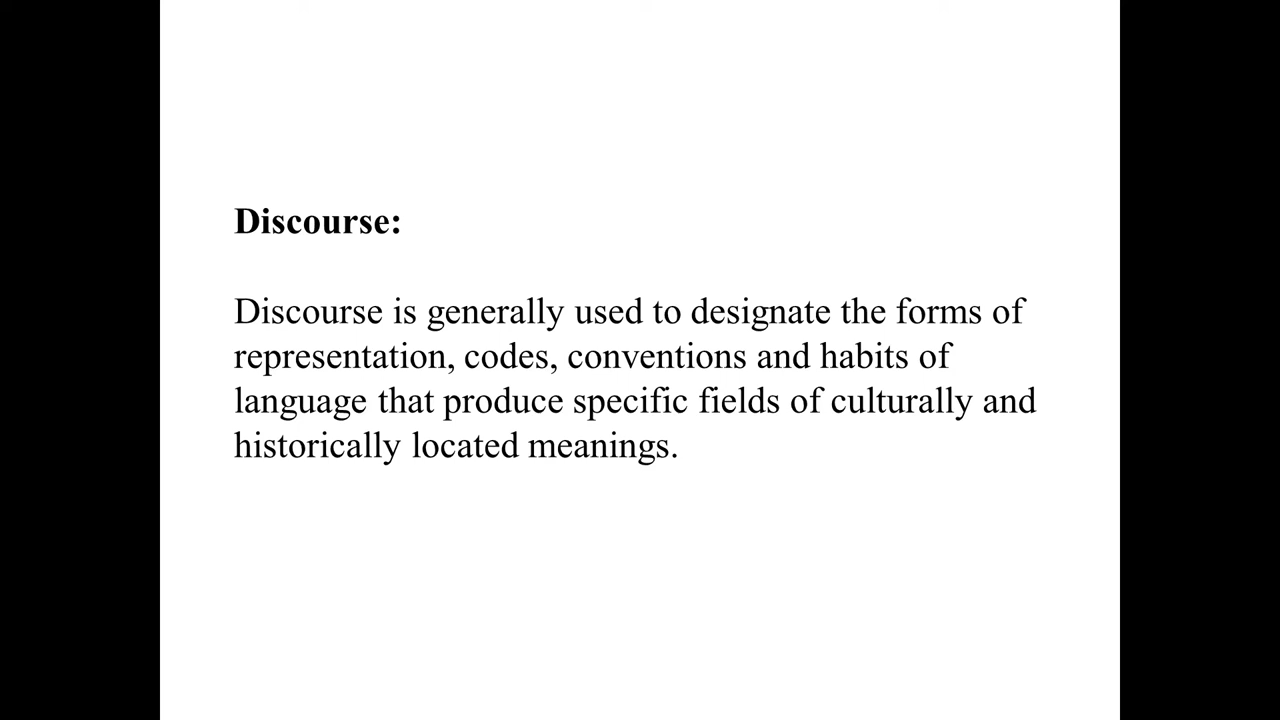 Discourse:
Discourse is generally used to designate the forms of
representation, codes, conventions and habits of
language that produce specific fields of culturally and
historically located meanings.